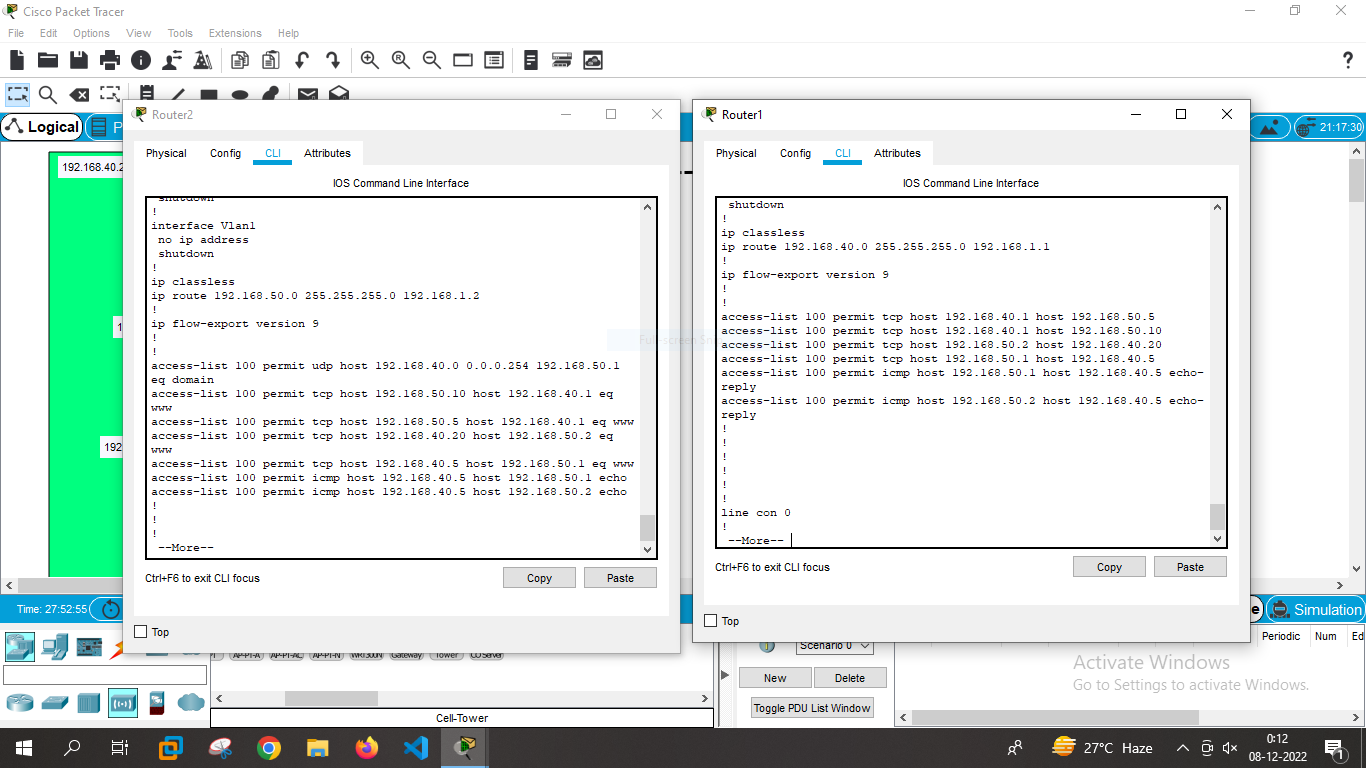 Cisco Packet Tracer
File Edit Options View Tools Extensions Help
Logical
P
21:17:30
192.168.40.2
1
192
Router2
Physical Config CLI Attributes
IOS Command Line Interface
shutdown
!
interface Vlan1
no ip address
shutdown
!
ip classless
ip route 192.168.50.0 255.255.255.0 192.168.1.2
!
ip flow-export version 9
!
!
access-list 100 permit udp host 192.168.40.0 0.0.0.254 192.168.50.1
eq domain
access-list 100 permit tcp host 192.168.50.10 host 192.168.40.1 eq
www
access-list 100 permit tcp host 192.168.50.5 host 192.168.40.1 eq www
access-list 100 permit tcp host 192.168.40.20 host 192.168.50.2 eq
www
access-list 100 permit tcp host 192.168.40.5 host 192.168.50.1 eq www
access-list 100 permit icmp host 192.168.40.5 host 192.168.50.1 echo
access-list 100 permit icmp host 192.168.40.5 host 192.168.50.2 echo
!
!
!
--More--
Ctrl+F6 to exit CLI focus
Copy Paste
Top
Full-screen Sni
Router1
Physical Config CLI Attributes
IOS Command Line Interface
shutdown
!
ip classless
ip route 192.168.40.0 255.255.255.0 192.168.1.1
!
ip flow-export version 9
!
!
access-list 100 permit tcp host 192.168.40.1 host 192.168.50.5
access-list 100 permit tcp host 192.168.40.1 host 192.168.50.10
access-list 100 permit tcp host 192.168.50.2 host 192.168.40.20
access-list 100 permit tcp host 192.168.50.1 host 192.168.40.5
access-list 100 permit icmp host 192.168.50.1 host 192.168.40.5 echo-
reply
access-list 100 permit icmp host 192.168.50.2 host 192.168.40.5 echo-
reply
!
!
!
!
!
!
line con 0
!
--More--
Ctrl+F6 to exit CLI focus
Copy Paste
Top
Time: 27:52:55
e
Simulation
AP-PT-A AP-PT-AC AP-PT-N WRT300N Gateway Tower CO Server
Cell-Tower
Scenario 0
New Delete
Toggle PDU List Window
Periodic Num Ed
Activate Windows
Go to Settings to activate Windows.
27°C Haze
0:12
08-12-2022
1